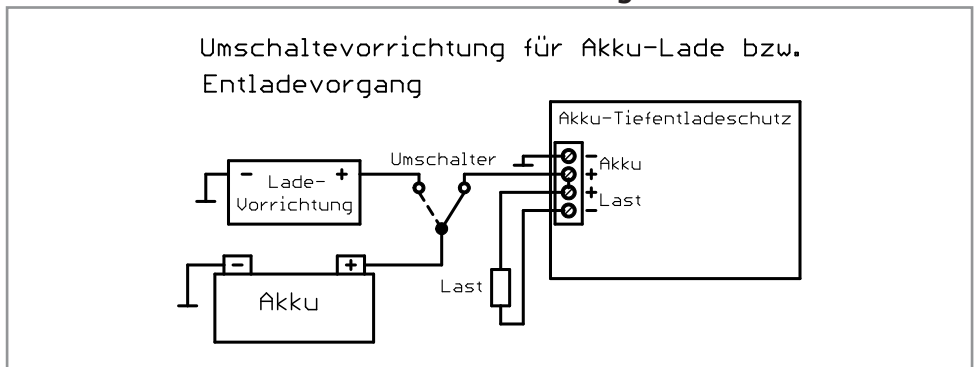 Umschaltevorrichtung für Akku-Lade bzw.
Entladevorgang
Akku-Tiefentladeschutz
Umschalter
- Akku
+
+ Last
-
- +
Lade-
Vorrichtung
- +
Akku
Last